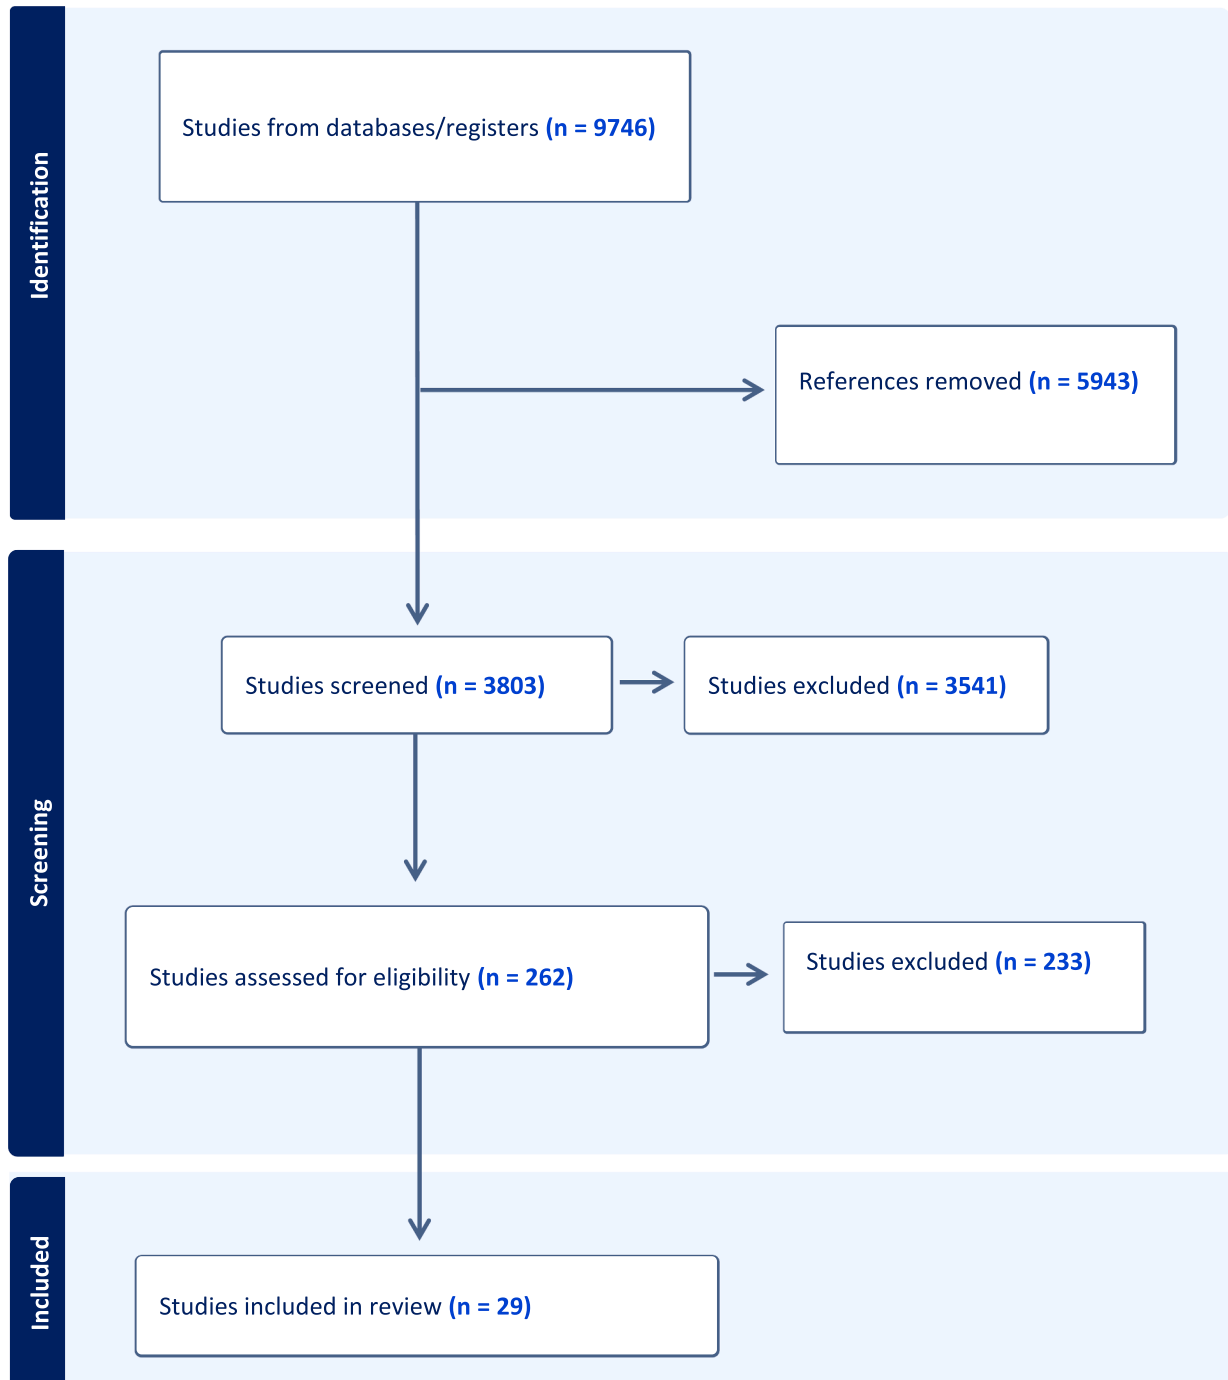 Identification
Studies from databases/registers (n = 9746)
References removed (n = 5943)
Screening
Studies screened (n = 3803)
Studies excluded (n = 3541)
Studies assessed for eligibility (n = 262)
Studies excluded (n = 233)
Included
Studies included in review (n = 29)